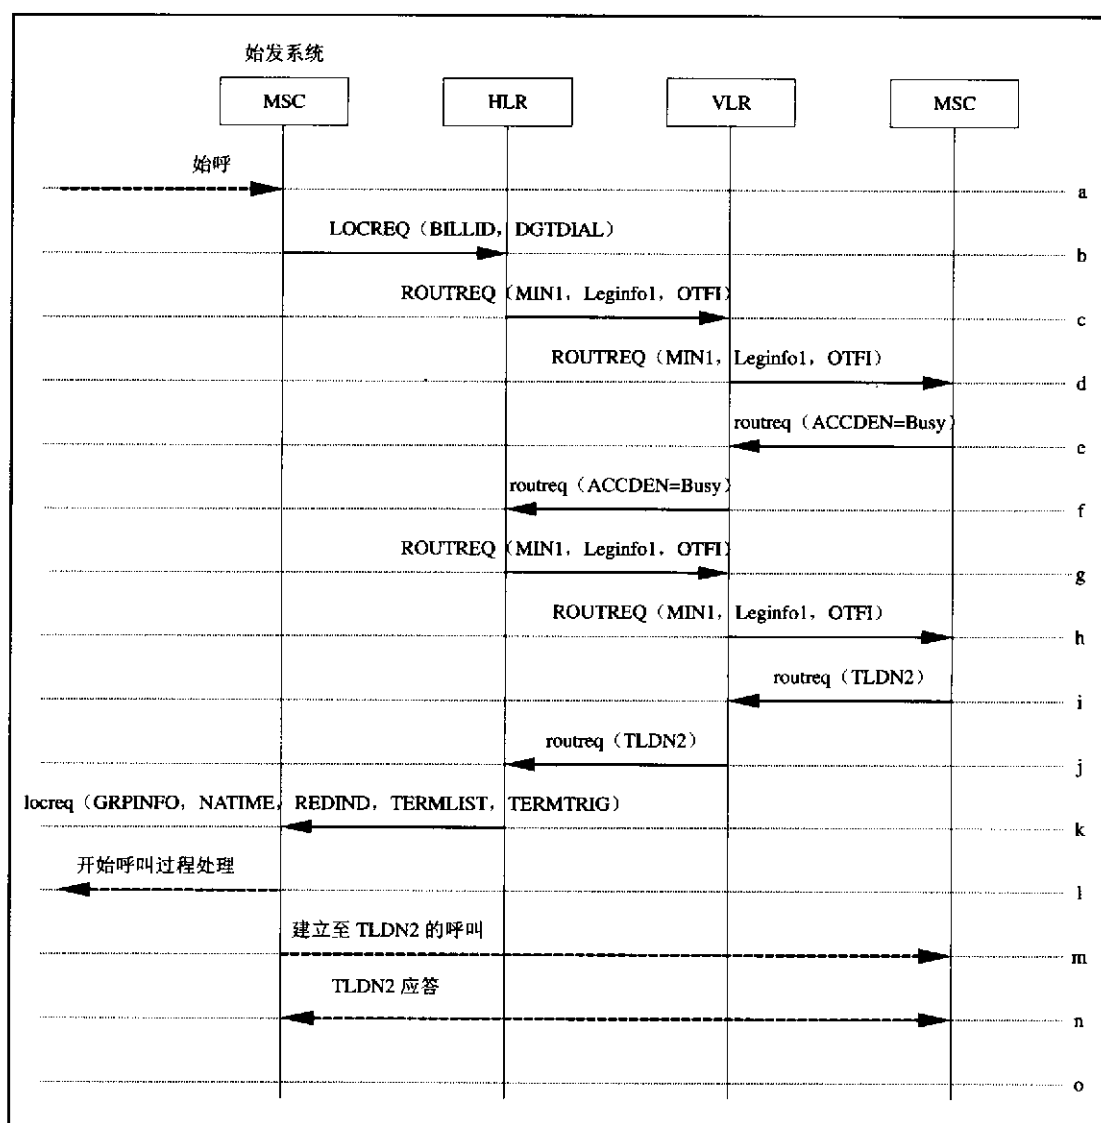 始发系统
MSC
HLR
VLR
MSC
始呼
a
LOCREQ（BILLID，DGTDIAL）
b
ROUTREQ（MIN1，Leginfo1，OTFI）
c
ROUTREQ（MIN1，Leginfo1，OTFI）
d
routreq（ACCDEN=Busy）
e
routreq（ACCDEN=Busy）
f
ROUTREQ（MIN1，Leginfo1，OTFI）
g
ROUTREQ（MIN1，Leginfo1，OTFI）
h
routreq（TLDN2）
i
routreq（TLDN2）
j
locreq（GRPINFO，NATIME，REDIND，TERMLIST，TERMTRIG）
k
开始呼叫过程处理
l
建立至 TLDN2 的呼叫
m
TLDN2 应答
n
o